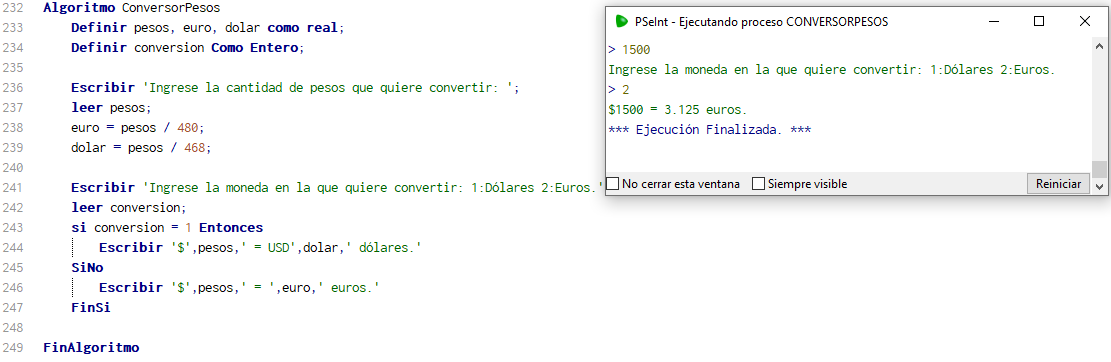 232 Algoritmo ConversorPesos
233 Definir pesos, euro, dolar como real;
234 Definir conversion Como Entero;
235
236 Escribir 'Ingrese la cantidad de pesos que quiere convertir: ';
237 leer pesos;
238 euro = pesos / 480;
239 dolar = pesos / 468;
240
241 Escribir 'Ingrese la moneda en la que quiere convertir: 1:Dólares 2:Euros.'
242 leer conversion;
243 si conversion = 1 Entonces
244 Escribir '$',pesos,' = USD',dolar,' dólares.'
245 SiNo
246 Escribir '$',pesos,' = ',euro,' euros.'
247 FinSi
248
249 FinAlgoritmo
PSeInt - Ejecutando proceso CONVERSORPESOS
> 1500
Ingrese la moneda en la que quiere convertir: 1:Dólares 2:Euros.
> 2
$1500 = 3.125 euros.
*** Ejecución Finalizada. ***
No cerrar esta ventana Siempre visible Reiniciar